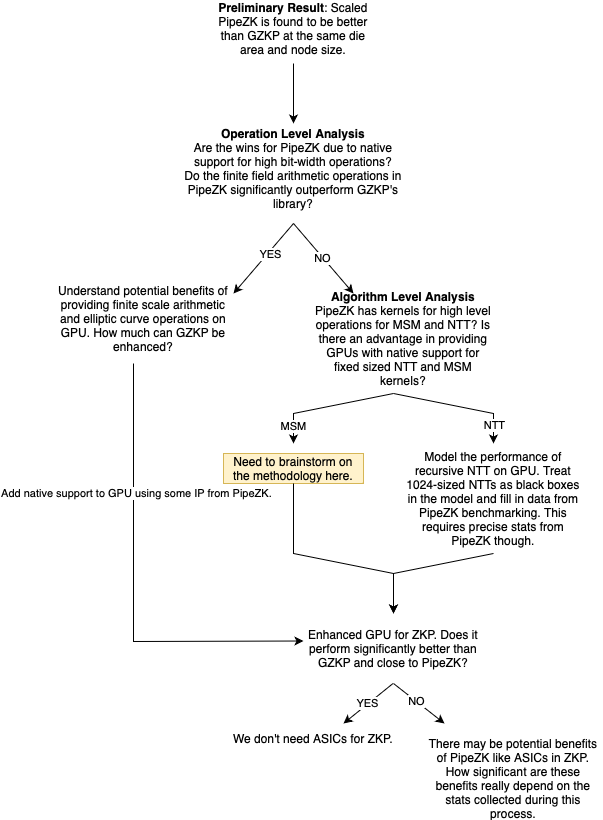 Preliminary Result: Scaled
PipeZK is found to be better
than GZKP at the same die
area and node size.
Operation Level Analysis
Are the wins for PipeZK due to native
support for high bit-width operations?
Do the finite field arithmetic operations in
PipeZK significantly outperform GZKP's
library?
YES
NO
Understand potential benefits of
providing finite scale arithmetic
and elliptic curve operations on
GPU. How much can GZKP be
enhanced?
Algorithm Level Analysis
PipeZK has kernels for high level
operations for MSM and NTT? Is
there an advantage in providing
GPUs with native support for
fixed sized NTT and MSM
kernels?
MSM
NTT
Need to brainstorm on
the methodology here.
Model the performance of
recursive NTT on GPU. Treat
1024-sized NTTs as black boxes
in the model and fill in data from
PipeZK benchmarking. This
requires precise stats from
PipeZK though.
Add native support to GPU using some IP from PipeZK.
Enhanced GPU for ZKP. Does it
perform significantly better than
GZKP and close to PipeZK?
YES
NO
We don't need ASICs for ZKP.
There may be potential benefits
of PipeZK like ASICs in ZKP.
How significant are these
benefits really depend on the
stats collected during this
process.